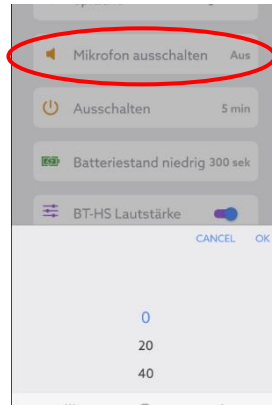 Mikrofon ausschalten Aus
Ausschalten 5 min
Batteriestand niedrig 300 sek
BT-HS Lautstärke
CANCEL OK
0
20
40